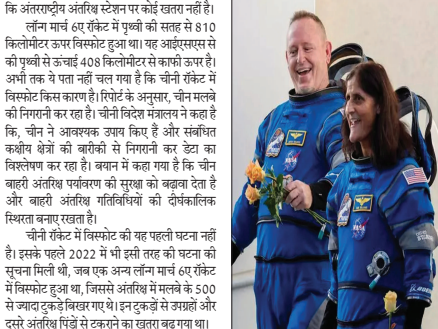 कि अंतरराष्ट्रीय अंतरिक्ष स्टेशन पर कोई खतरा नहीं है।
लॉन्ग मार्च 6ए रॉकेट में पृथ्वी की सतह से 810
किलोमीटर ऊपर विस्फोट हुआ था। यह आईएसएस से
की पृथ्वी से ऊंचाई 408 किलोमीटर से काफी ऊपर है।
अभी तक ये पता नहीं चल गया है कि चीनी रॉकेट में
विस्फोट किस कारण है। रिपोर्ट के अनुसार, चीन मलबे
की निगरानी कर रहा है। चीनी विदेश मंत्रालय ने कहा है
कि, चीन ने आवश्यक उपाय किए हैं और संबंधित
कक्षीय क्षेत्रों की बारीकी से निगरानी कर डेटा का
विश्लेषण कर रहा है। बयान में कहा गया है कि चीन
बाहरी अंतरिक्ष पर्यावरण की सुरक्षा को बढ़ावा देता है
और बाहरी अंतरिक्ष गतिविधियों की दीर्घकालिक
स्थिरता बनाए रखता है।
चीनी रॉकेट में विस्फोट की यह पहली घटना नहीं
है। इसके पहले 2022 में भी इसी तरह की घटना की
सूचना मिली थी, जब एक अन्य लॉन्ग मार्च 6ए रॉकेट
में विस्फोट हुआ था, जिससे अंतरिक्ष में मलबे के 500
से ज्यादा टुकड़े बिखर गए थे। इन टुकड़ों से उपग्रहों और
दूसरे अंतरिक्ष पिंडों से टकराने का खतरा बढ़ गया था।
NASA
NASA